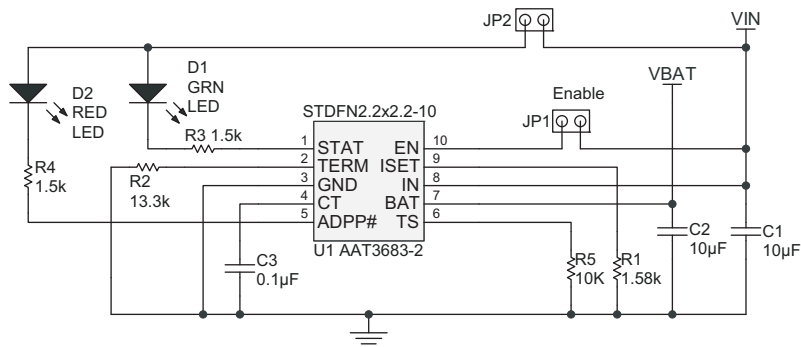 JP2
VIN
D1
GRN
LED
D2
RED
LED
VBAT
Enable
STDFN2.2x2.2-10
JP1
R3 1.5k
R4
1.5k
R2
13.3k
1 STAT EN 10
2 TERM ISET 9
3 GND IN 8
4 CT BAT 7
5 ADPP# TS 6
U1 AAT3683-2
C3
0.1µF
R5
10K
R1
1.58k
C2
10µF
C1
10µF